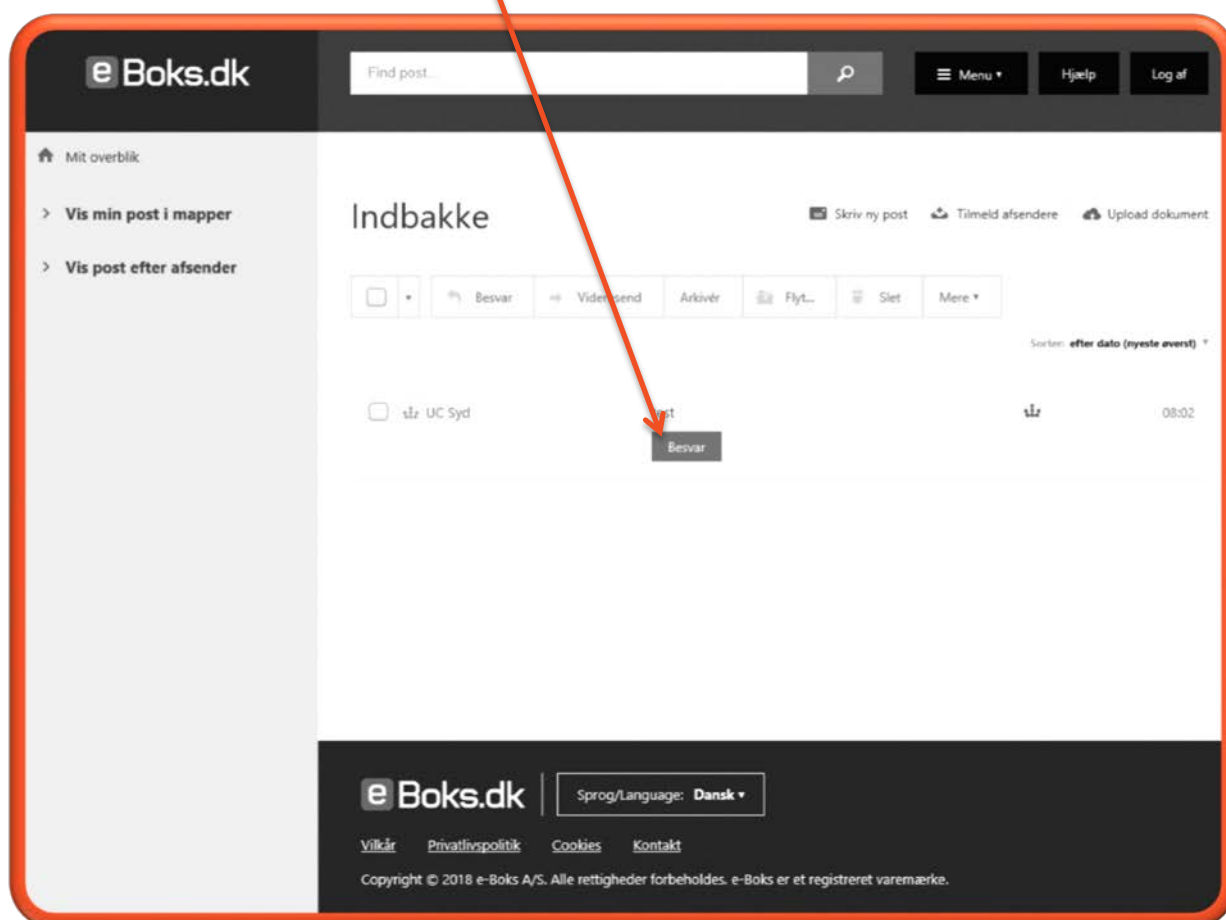 e Boks.dk
Find post...
Menu
Hjælp
Log af
Mit overblik
Vis min post i mapper
Vis post efter afsender
Indbakke
Skriv ny post
Tilmeld afsendere
Upload dokument
Besvar
Arkivér
Flyt...
Slet
Mere
Sorter: efter dato (nyeste øverst)
UC Syd
08:02
Besvar
e Boks.dk
Sprog/Language: Dansk
Vilkår Privatlivspolitik Cookies Kontakt
Copyright © 2018 e-Boks A/S. Alle rettigheder forbeholdes. e-Boks er et registreret varemærke.